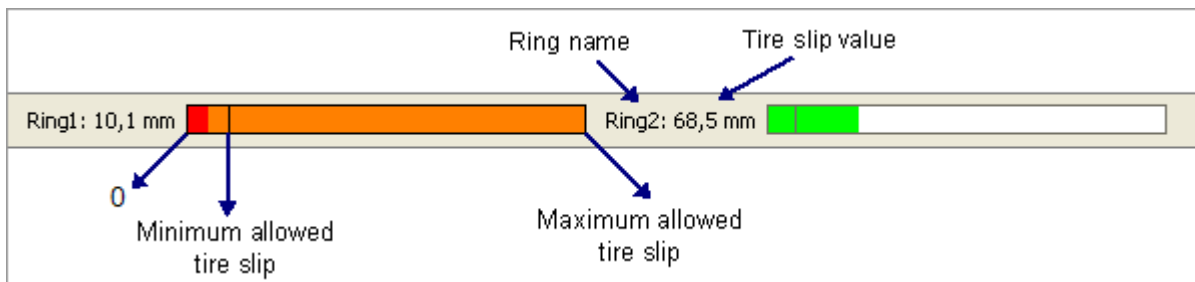 Ring name
Tire slip value
Ring1: 10,1 mm
Ring2: 68,5 mm
0
Minimum allowed
tire slip
Maximum allowed
tire slip